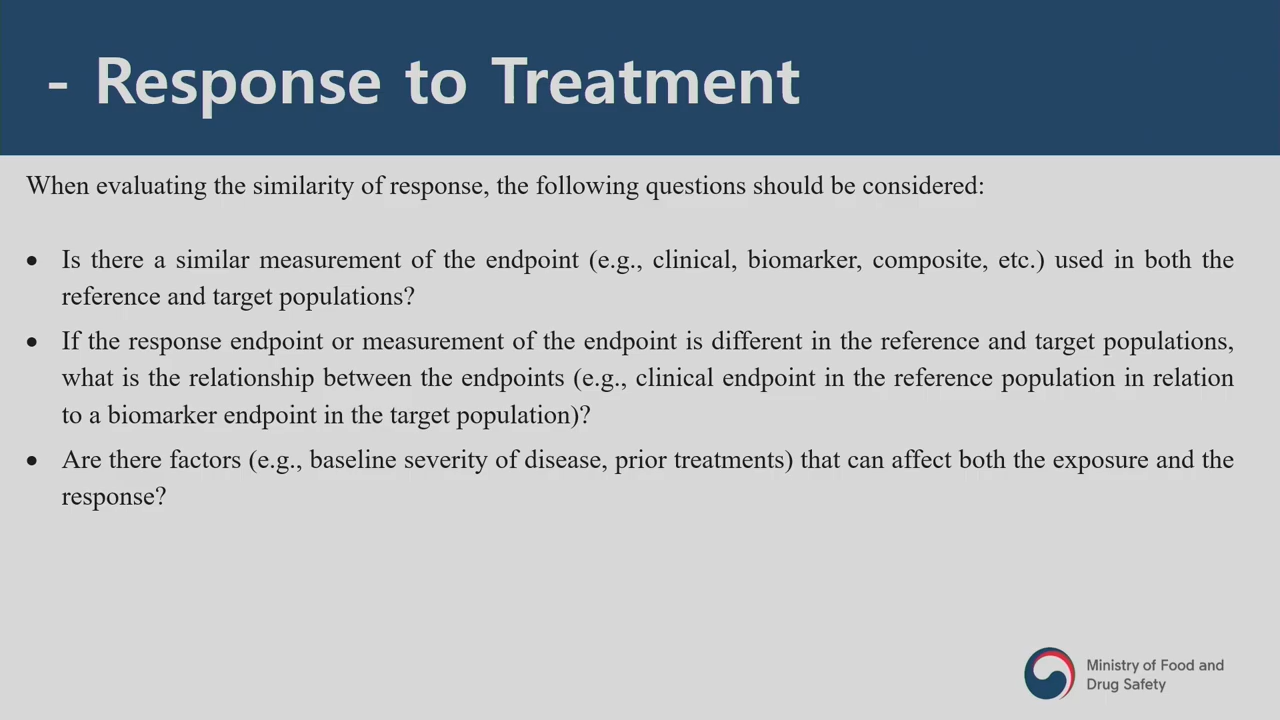 - Response to Treatment
When evaluating the similarity of response, the following questions should be considered:
• Is there a similar measurement of the endpoint (e.g., clinical, biomarker, composite, etc.) used in both the
reference and target populations?
• If the response endpoint or measurement of the endpoint is different in the reference and target populations,
what is the relationship between the endpoints (e.g., clinical endpoint in the reference population in relation
to a biomarker endpoint in the target population)?
• Are there factors (e.g., baseline severity of disease, prior treatments) that can affect both the exposure and the
response?
Ministry of Food and
Drug Safety